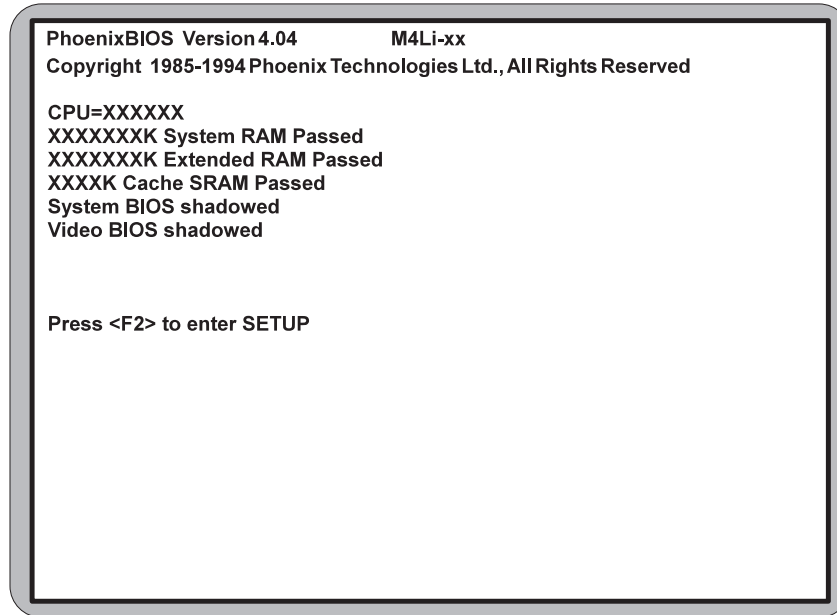 PhoenixBIOS Version 4.04 M4Li-xx
Copyright 1985-1994 Phoenix Technologies Ltd., All Rights Reserved
CPU=XXXXXX
XXXXXXXK System RAM Passed
XXXXXXXK Extended RAM Passed
XXXXK Cache SRAM Passed
System BIOS shadowed
Video BIOS shadowed
Press <F2> to enter SETUP